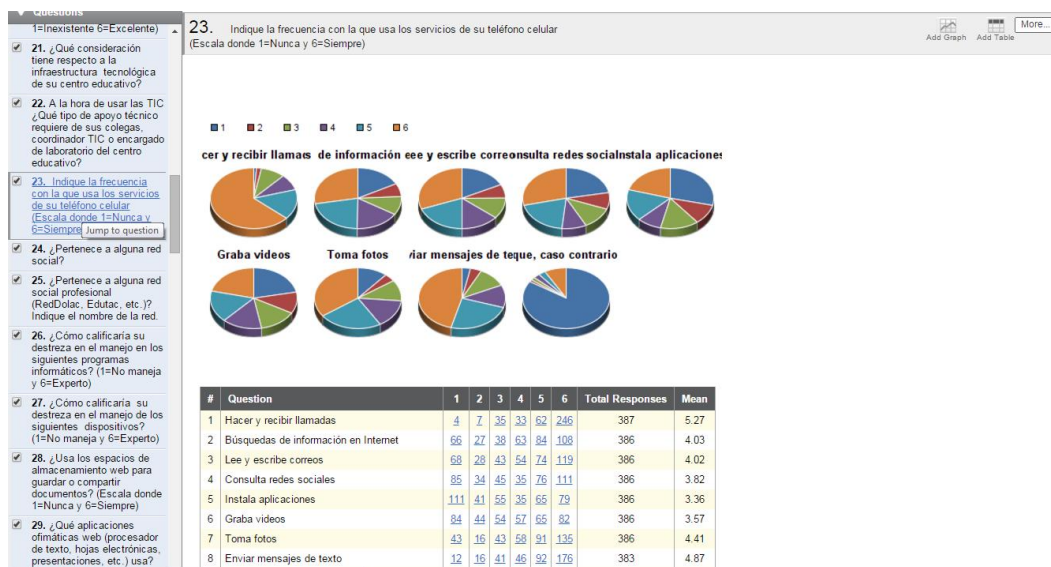 Questions
1=Inexistente 6=Excelente)
21. ¿Qué consideración
tiene respecto a la
infraestructura tecnológica
de su centro educativo?
22. A la hora de usar las TIC
¿Qué tipo de apoyo técnico
requiere de sus colegas,
coordinador TIC o encargado
de laboratorio del centro
educativo?
23. Indique la frecuencia
con la que usa los servicios
de su teléfono celular
(Escala donde 1=Nunca y
6=Siempre
Jump to question
24. ¿Pertenece a alguna red
social?
25. ¿Pertenece a alguna red
social profesional
(RedDolac, Edutac, etc.)?
Indique el nombre de la red.
26. ¿Cómo calificaría su
destreza en el manejo en los
siguientes programas
informáticos? (1=No maneja
y 6=Experto)
27. ¿Cómo calificaría su
destreza en el manejo de los
siguientes dispositivos?
(1=No maneja y 6=Experto)
28. ¿Usa los espacios de
almacenamiento web para
guardar o compartir
documentos? (Escala donde
1=Nunca y 6=Siempre)
29. ¿Qué aplicaciones
ofimáticas web (procesador
de texto, hojas electrónicas,
presentaciones, etc.) usa?
23. Indique la frecuencia con la que usa los servicios de su teléfono celular
(Escala donde 1=Nunca y 6=Siempre)
Add Graph Add Table More...
1 2 3 4 5 6
cer y recibir llamas de información eee y escribe correonsulta redes socialnstala aplicaciones
Graba videos Toma fotos iar mensajes de teque, caso contrario
# Question 1 2 3 4 5 6 Total Responses Mean
1 Hacer y recibir llamadas 4 7 35 33 62 246 387 5.27
2 Búsquedas de información en Internet 66 27 38 63 84 108 386 4.03
3 Lee y escribe correos 68 28 43 54 74 119 386 4.02
4 Consulta redes sociales 85 34 45 35 76 111 386 3.82
5 Instala aplicaciones 111 41 55 35 65 79 386 3.36
6 Graba videos 84 44 54 57 65 82 386 3.57
7 Toma fotos 43 16 43 58 91 135 386 4.41
8 Enviar mensajes de texto 12 16 41 46 92 176 383 4.87